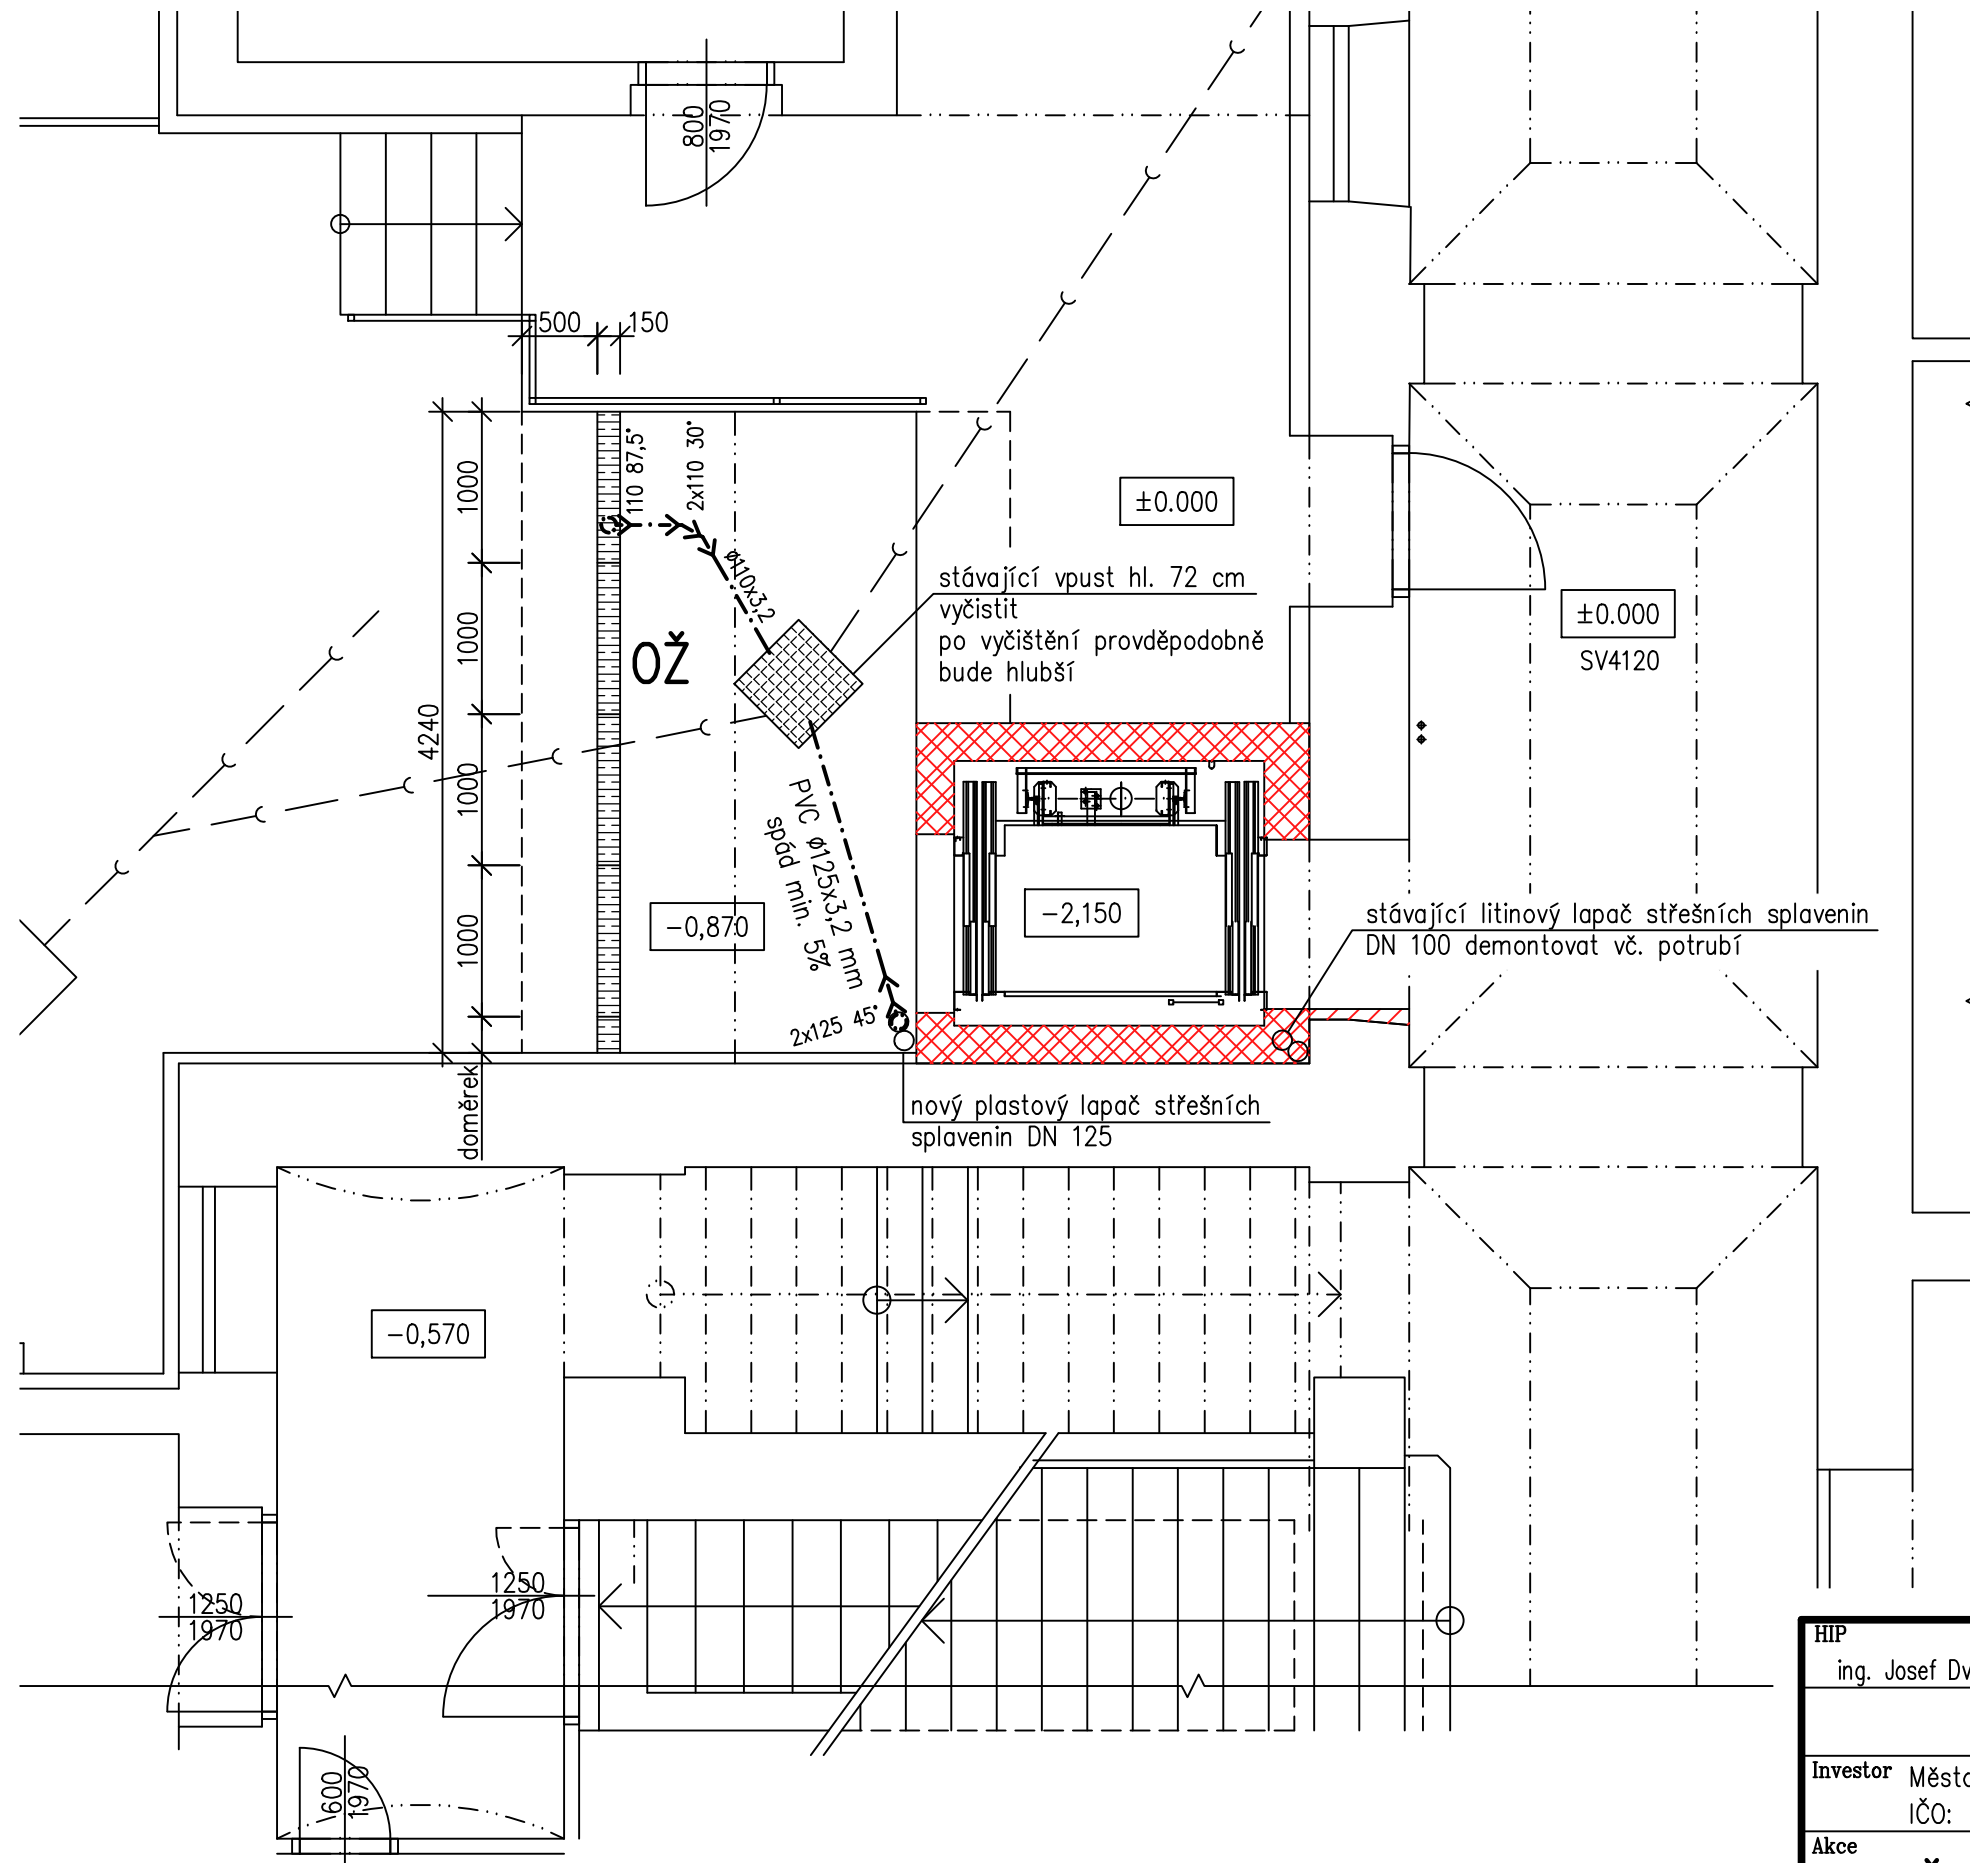 800
1970
500
150
1000
1000
1000
1000
4240
doměrek
110 87,5°
2x110 30°
ø110x3,2
OŽ
±0.000
stávající vpust hl. 72 cm
vyčistit
po vyčištění provděpodobně
bude hlubší
±0.000
SV4120
PVC ø125x3,2 mm
spád min. 5%
-0,870
-2,150
stávající litinový lapač střešních splavenin
DN 100 demontovat vč. potrubí
2x125 45°
nový plastový lapač střešních
splavenin DN 125
-0,570
1250
1970
1250
1970
600
1970
HIP
ing. Josef Dv
Investor Město
IČO:
Akce